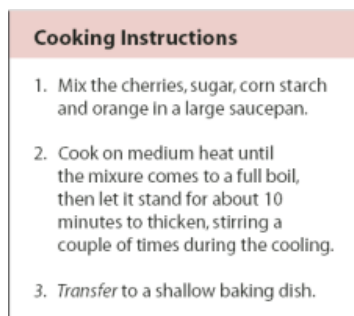 Cooking Instructions
1. Mix the cherries, sugar, corn starch
and orange in a large saucepan.
2. Cook on medium heat until
the mixure comes to a full boil,
then let it stand for about 10
minutes to thicken, stirring a
couple of times during the cooling.
3. Transfer to a shallow baking dish.